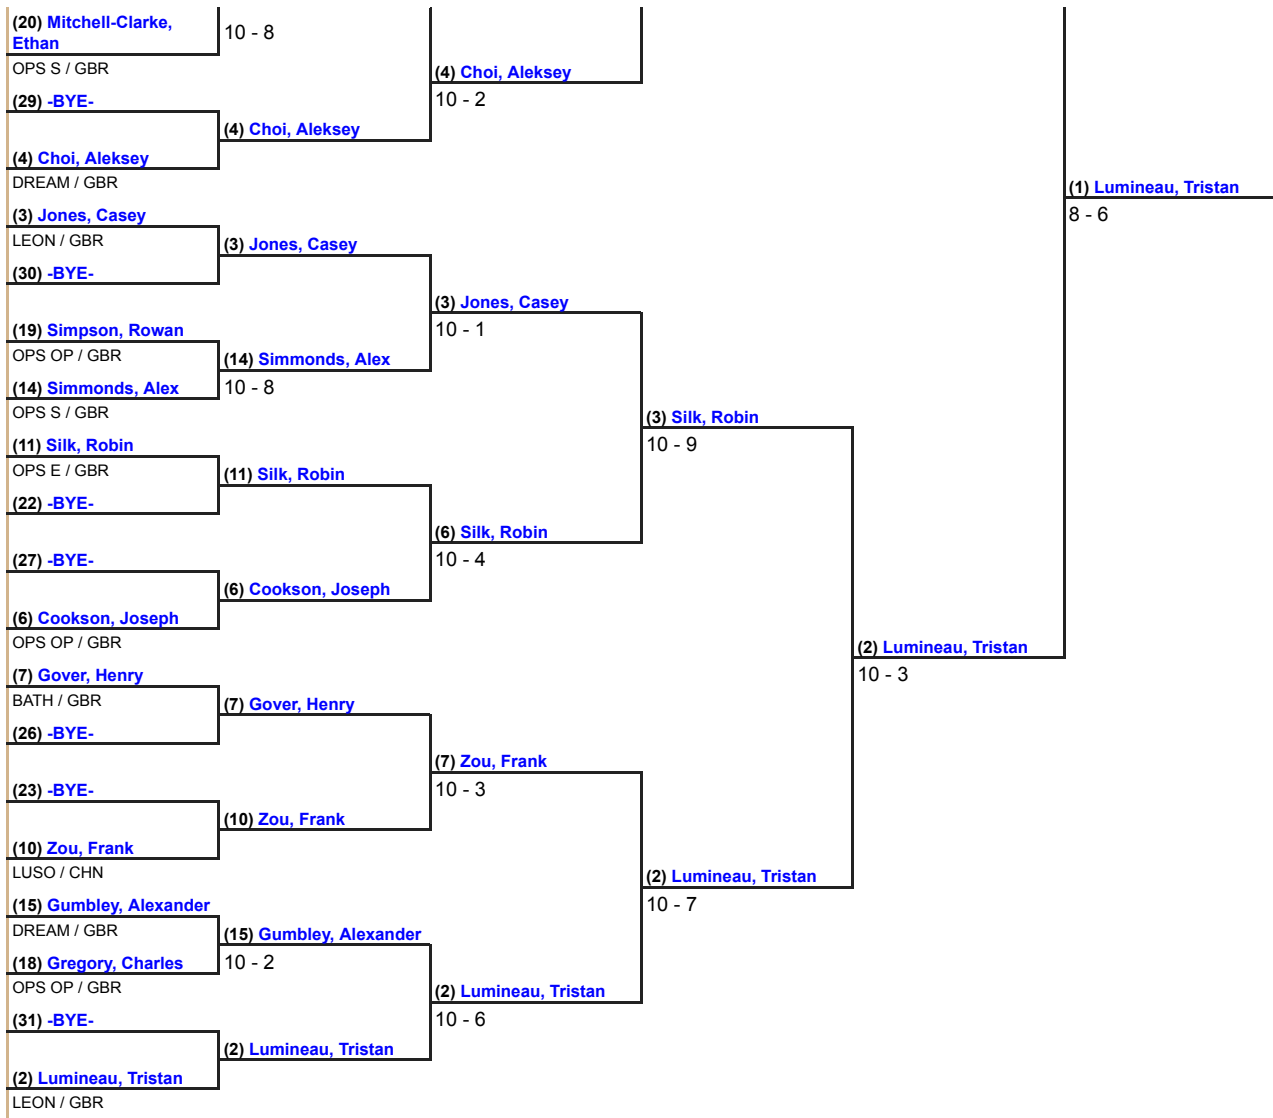 (20) Mitchell-Clarke,
Ethan
OPS S / GBR
(29) -BYE-
(4) Choi, Aleksey
DREAM / GBR
(3) Jones, Casey
LEON / GBR
(30) -BYE-
(19) Simpson, Rowan
OPS OP / GBR
(14) Simmonds, Alex
OPS S / GBR
(11) Silk, Robin
OPS E / GBR
(22) -BYE-
(27) -BYE-
(6) Cookson, Joseph
OPS OP / GBR
(7) Gover, Henry
BATH / GBR
(26) -BYE-
(23) -BYE-
(10) Zou, Frank
LUSO / CHN
(15) Gumbley, Alexander
DREAM / GBR
(18) Gregory, Charles
OPS OP / GBR
(31) -BYE-
(2) Lumineau, Tristan
LEON / GBR
10 - 8
(4) Choi, Aleksey
(3) Jones, Casey
(14) Simmonds, Alex
10 - 8
(11) Silk, Robin
(6) Cookson, Joseph
(7) Gover, Henry
(10) Zou, Frank
(15) Gumbley, Alexander
10 - 2
(2) Lumineau, Tristan
(4) Choi, Aleksey
10 - 2
(3) Jones, Casey
10 - 1
(6) Silk, Robin
10 - 4
(7) Zou, Frank
10 - 3
(2) Lumineau, Tristan
10 - 6
(3) Silk, Robin
10 - 9
(2) Lumineau, Tristan
10 - 7
(2) Lumineau, Tristan
10 - 3
(1) Lumineau, Tristan
8 - 6